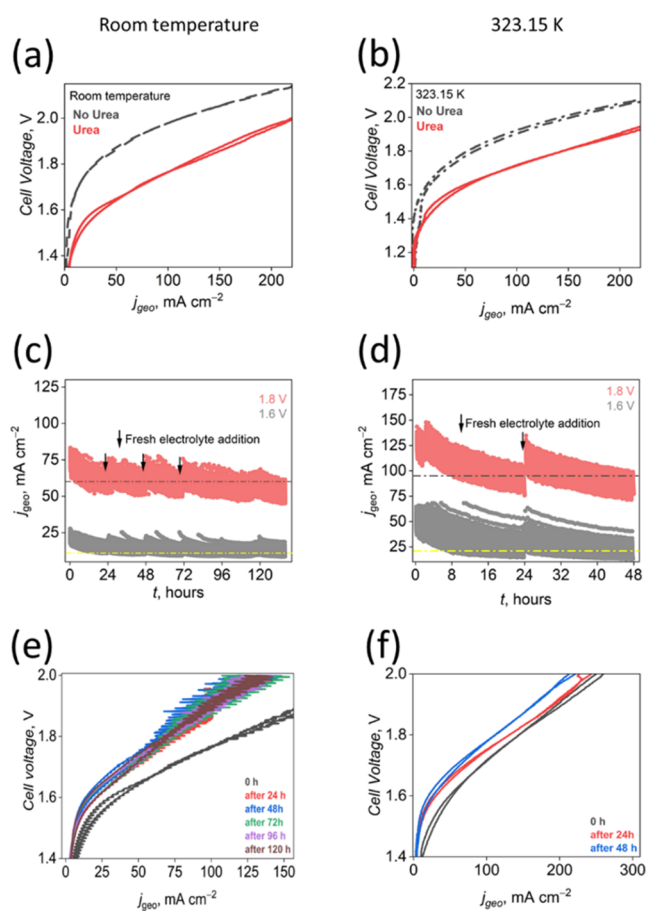 Room temperature
323.15 K
(a)
Room temperature
No Urea
Urea
2.0
1.8
1.6
1.4
Cell Voltage, V
0
50
100
150
200
j_geo, mA cm⁻²
(b)
323.15 K
No Urea
Urea
2.2
2.0
1.8
1.6
1.4
1.2
Cell Voltage, V
0
50
100
150
200
j_geo, mA cm⁻²
(c)
1.8 V
1.6 V
Fresh electrolyte addition
125
100
75
50
25
j_geo, mA cm⁻²
0
24
48
72
96
120
t, hours
(d)
1.8 V
1.6 V
Fresh electrolyte addition
175
150
125
100
75
50
25
j_geo, mA cm⁻²
0
8
16
24
32
40
48
t, hours
(e)
2.0
1.8
1.6
1.4
Cell voltage, V
0 h
after 24 h
after 48h
after 72h
after 96 h
after 120 h
0
25
50
75
100
125
150
j_geo, mA cm⁻²
(f)
2.0
1.8
1.6
1.4
Cell Voltage, V
0 h
after 24h
after 48 h
0
100
200
300
j_geo, mA cm⁻²